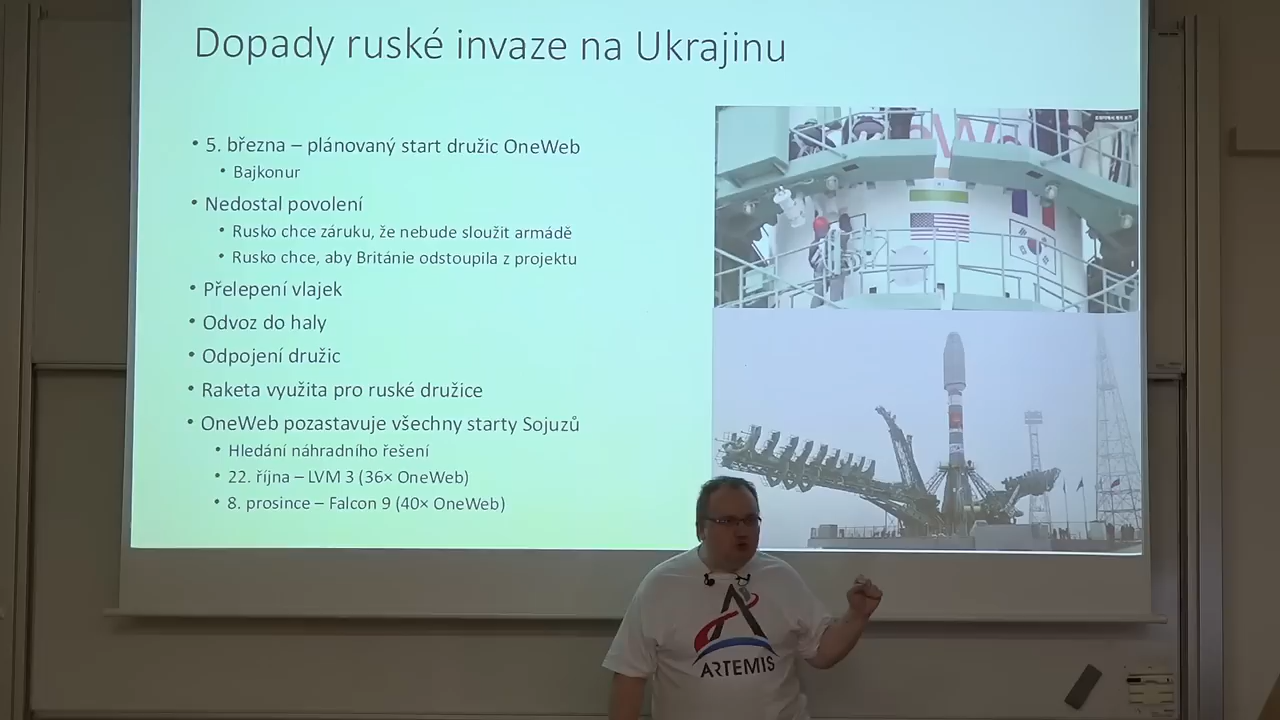 Dopady ruské invaze na Ukrajinu
• 5. března – plánovaný start družic OneWeb
• Bajkonur
• Nedostal povolení
• Rusko chce záruku, že nebude sloužit armádě
• Rusko chce, aby Británie odstoupila z projektu
• Přelepení vlajek
• Odvoz do haly
• Odpojení družic
• Raketa využita pro ruské družice
• OneWeb pozastavuje všechny starty Sojuzů
• Hledání náhradního řešení
• 22. října – LVM 3 (36× OneWeb)
• 8. prosince – Falcon 9 (40× OneWeb)
ARTEMIS